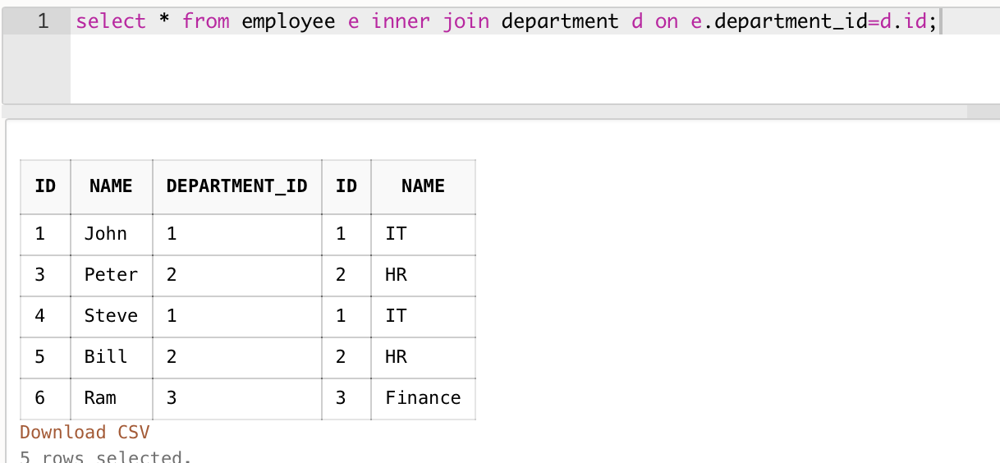 1 select * from employee e inner join department d on e.department_id=d.id;
ID NAME DEPARTMENT_ID ID NAME
1 John 1 1 IT
3 Peter 2 2 HR
4 Steve 1 1 IT
5 Bill 2 2 HR
6 Ram 3 3 Finance
Download CSV
5 rows selected.